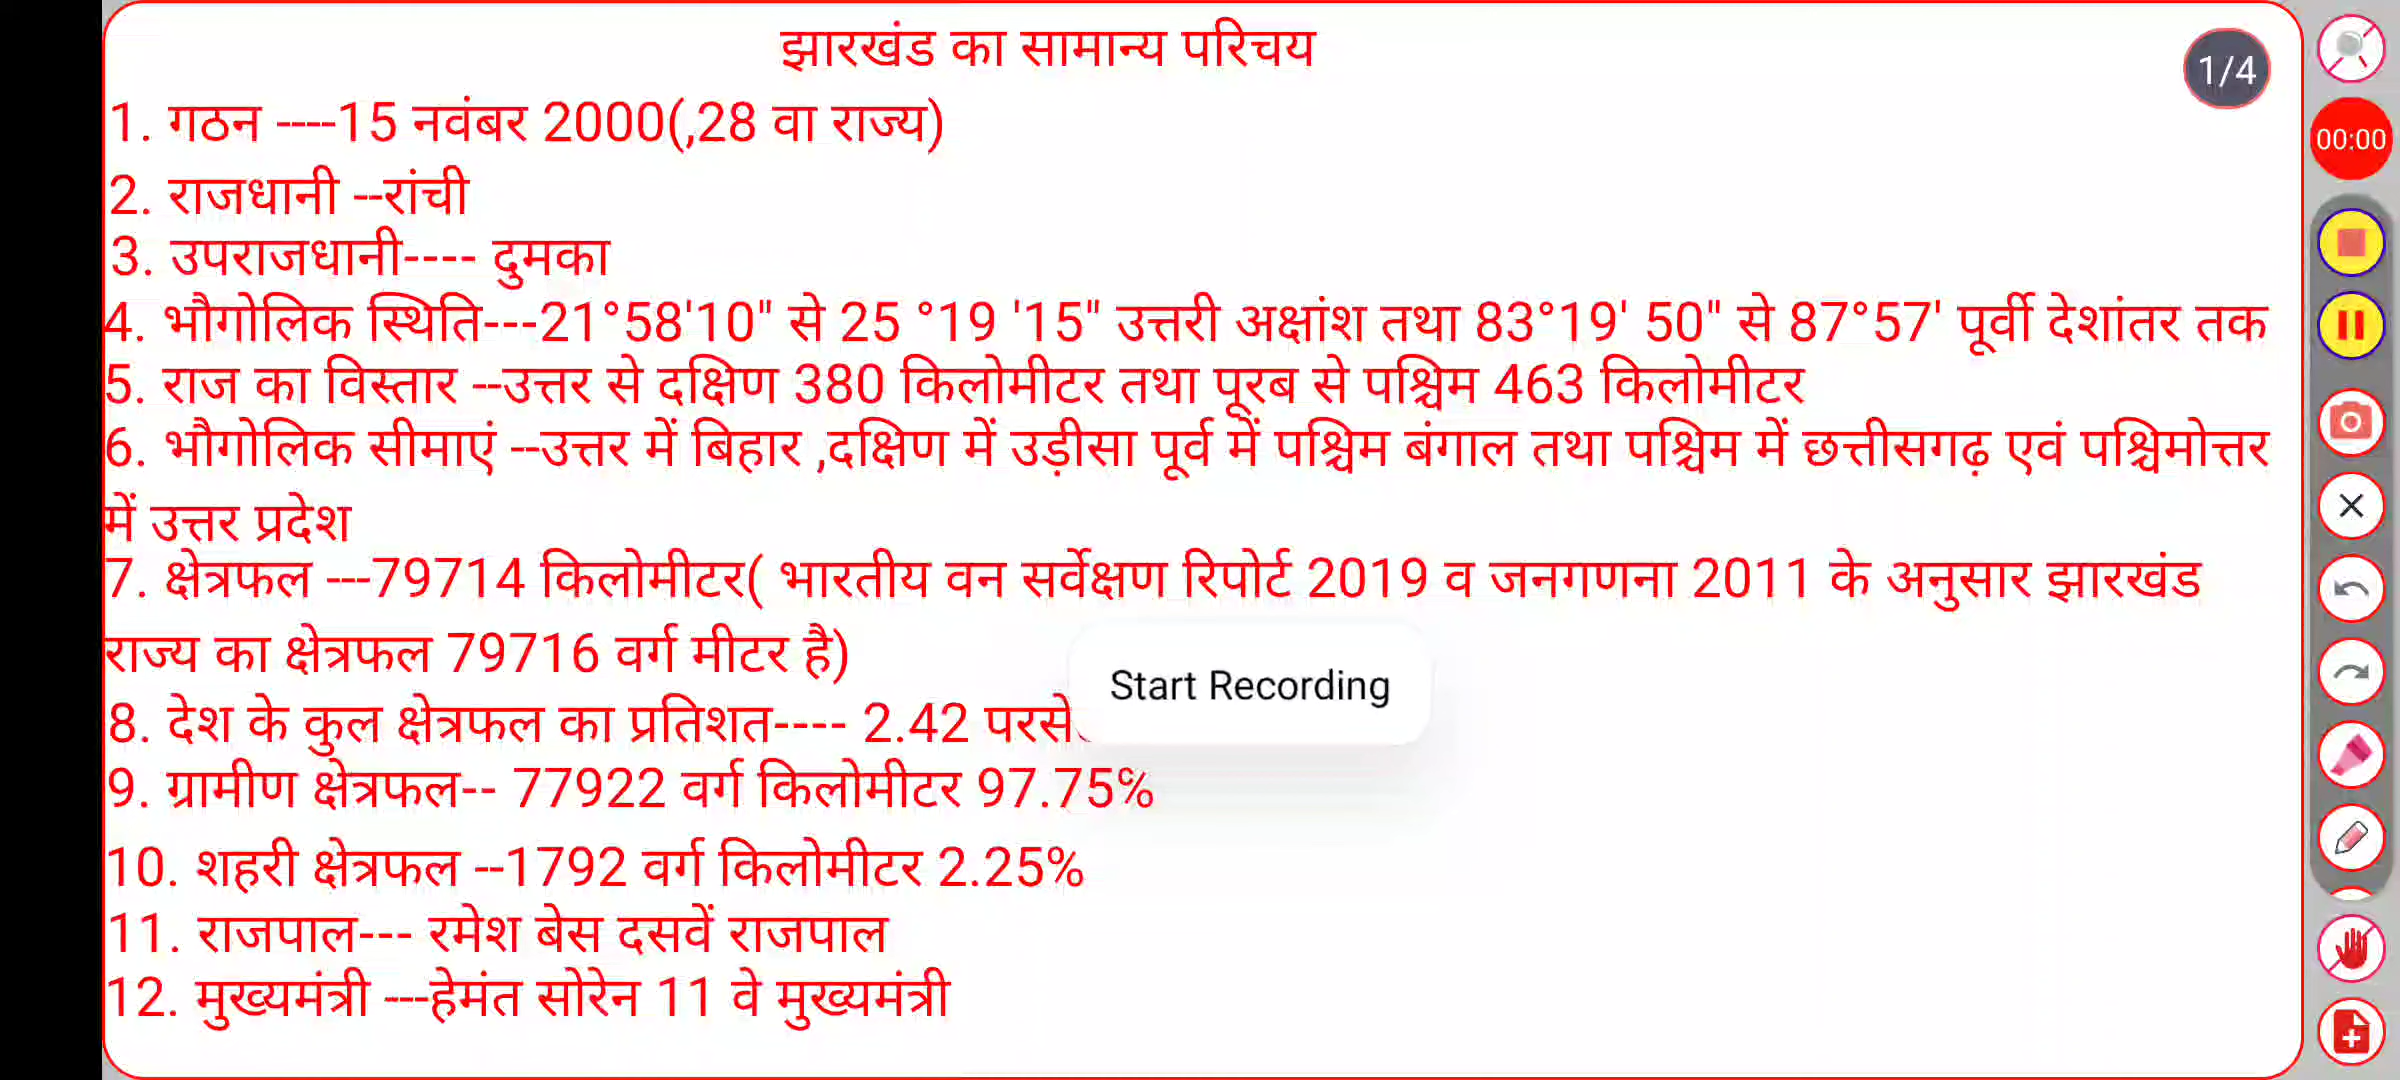 झारखंड का सामान्य परिचय
1/4
00:00
1. गठन ----15 नवंबर 2000(,28 वा राज्य)
2. राजधानी --रांची
3. उपराजधानी---- दुमका
4. भौगोलिक स्थिति---21°58'10" से 25 °19 '15" उत्तरी अक्षांश तथा 83°19' 50" से 87°57' पूर्वी देशांतर तक
5. राज का विस्तार --उत्तर से दक्षिण 380 किलोमीटर तथा पूरब से पश्चिम 463 किलोमीटर
6. भौगोलिक सीमाएं --उत्तर में बिहार ,दक्षिण में उड़ीसा पूर्व में पश्चिम बंगाल तथा पश्चिम में छत्तीसगढ़ एवं पश्चिमोत्तर
में उत्तर प्रदेश
7. क्षेत्रफल ---79714 किलोमीटर( भारतीय वन सर्वेक्षण रिपोर्ट 2019 व जनगणना 2011 के अनुसार झारखंड
राज्य का क्षेत्रफल 79716 वर्ग मीटर है)
Start Recording
8. देश के कुल क्षेत्रफल का प्रतिशत---- 2.42
9. ग्रामीण क्षेत्रफल-- 77922 वर्ग किलोमीटर 97.75%
10. शहरी क्षेत्रफल --1792 वर्ग किलोमीटर 2.25%
11. राजपाल--- रमेश बेस दसवें राजपाल
12. मुख्यमंत्री ---हेमंत सोरेन 11 वे मुख्यमंत्री